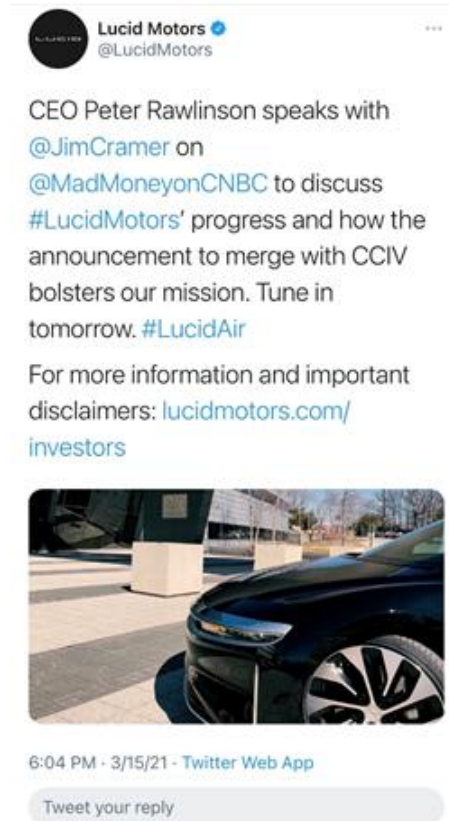 LUCID
Lucid Motors
@LucidMotors
CEO Peter Rawlinson speaks with
@JimCramer on
@MadMoneyonCNBC to discuss
#LucidMotors' progress and how the
announcement to merge with CCIV
bolsters our mission. Tune in
tomorrow. #LucidAir
For more information and important
disclaimers: lucidmotors.com/
investors
6:04 PM · 3/15/21 · Twitter Web App
Tweet your reply